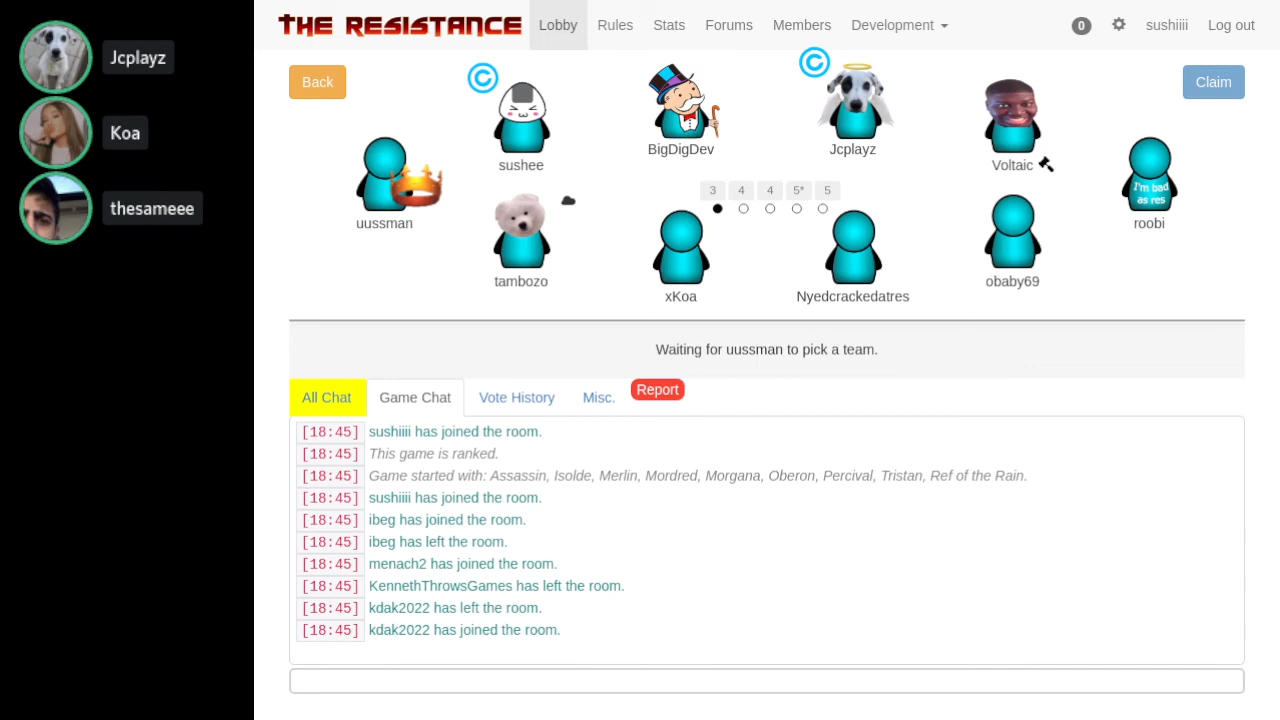 Jcplayz
Koa
thesameee
THE RESISTANCE
Lobby
Rules
Stats
Forums
Members
Development
0
sushiiii
Log out
Back
Claim
©
sushee
BigDigDev
©
Jcplayz
Voltaic
uussman
I'm bad
as res
roobi
3 4 4 5* 5
tambozo
xKoa
Nyedcrackedatres
obaby69
Waiting for uussman to pick a team.
All Chat
Game Chat
Vote History
Misc.
Report
[18:45] sushiiii has joined the room.
[18:45] This game is ranked.
[18:45] Game started with: Assassin, Isolde, Merlin, Mordred, Morgana, Oberon, Percival, Tristan, Ref of the Rain.
[18:45] sushiiii has joined the room.
[18:45] ibeg has joined the room.
[18:45] ibeg has left the room.
[18:45] menach2 has joined the room.
[18:45] KennethThrowsGames has left the room.
[18:45] kdak2022 has left the room.
[18:45] kdak2022 has joined the room.